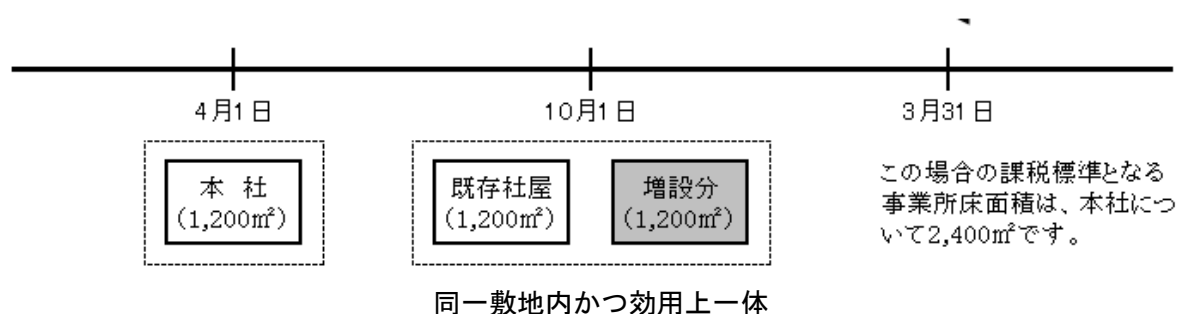 4月1日
10月1日
3月31日
本 社
(1,200㎡)
既存社屋
(1,200㎡)
増設分
(1,200㎡)
この場合の課税標準となる
事業所床面積は、本社につ
いて2,400㎡です。
同一敷地内かつ効用上一体